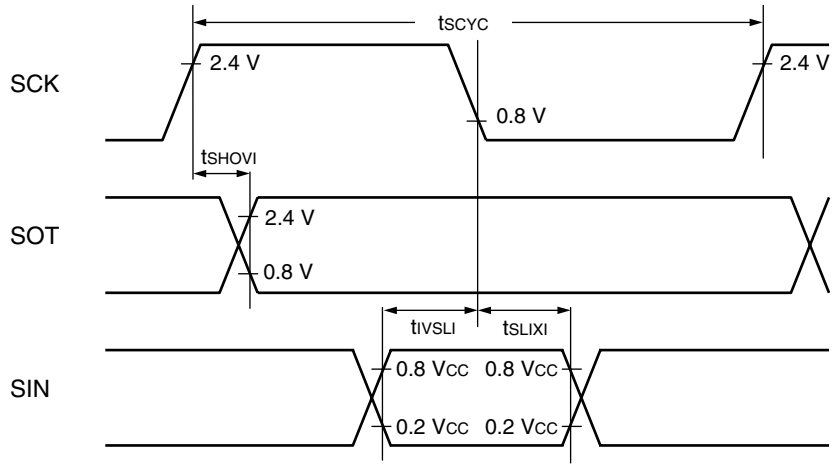 tSCYC
SCK
2.4 V
2.4 V
0.8 V
tSHOVI
SOT
2.4 V
0.8 V
tIVSLI
tSLIXI
SIN
0.8 VCC
0.8 VCC
0.2 VCC
0.2 VCC